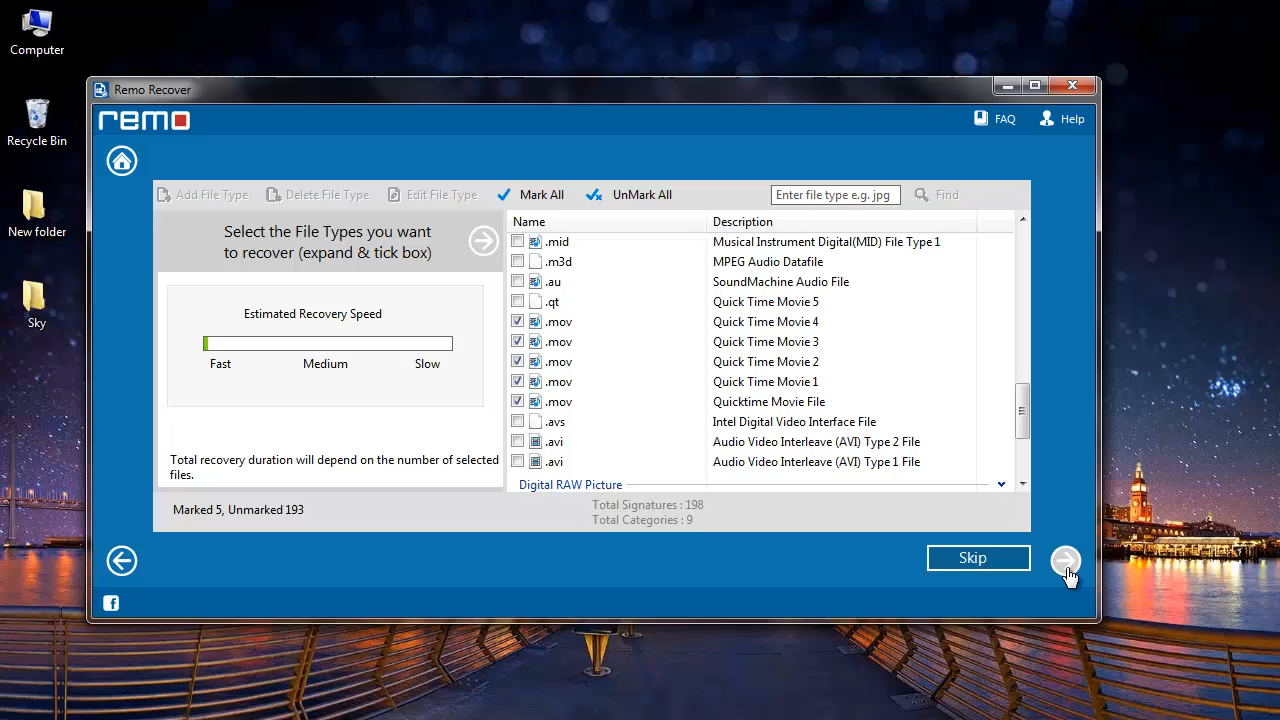 Computer
Recycle Bin
New folder
Sky
Remo Recover
remo
FAQ
Help
Add File Type
Delete File Type
Edit File Type
Mark All
UnMark All
Enter file type e.g. jpg
Find
Select the File Types you want
to recover (expand & tick box)
Estimated Recovery Speed
Fast
Medium
Slow
Total recovery duration will depend on the number of selected
files.
Name Description
.mid Musical Instrument Digital(MID) File Type 1
.m3d MPEG Audio Datafile
.au SoundMachine Audio File
.qt Quick Time Movie 5
.mov Quick Time Movie 4
.mov Quick Time Movie 3
.mov Quick Time Movie 2
.mov Quick Time Movie 1
.mov Quicktime Movie File
.avs Intel Digital Video Interface File
.avi Audio Video Interleave (AVI) Type 2 File
.avi Audio Video Interleave (AVI) Type 1 File
Digital RAW Picture
Marked 5, Unmarked 193
Total Signatures : 198
Total Categories : 9
Skip
f